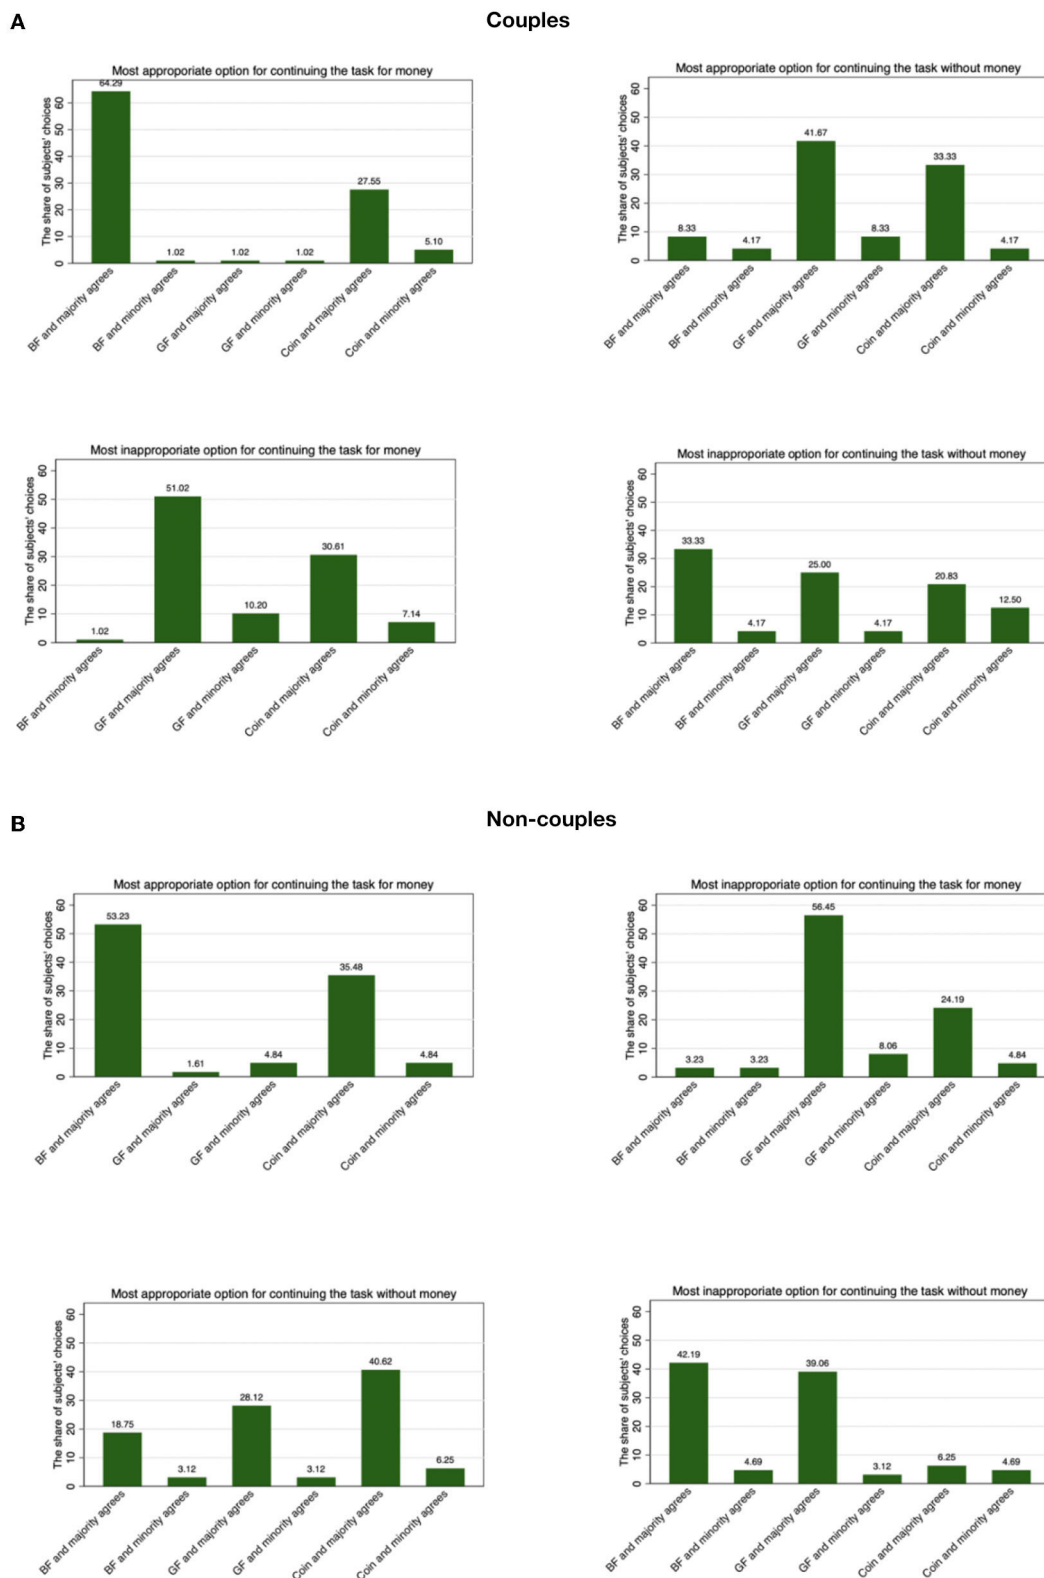 A
Couples
Most approporiate option for continuing the task for money
The share of subjects' choices
0
10
20
30
40
50
60
64.29
1.02
1.02
1.02
27.55
5.10
BF and majority agrees
BF and minority agrees
GF and majority agrees
GF and minority agrees
Coin and majority agrees
Coin and minority agrees
Most approporiate option for continuing the task without money
The share of subjects' choices
0
10
20
30
40
50
60
8.33
4.17
41.67
8.33
33.33
4.17
BF and majority agrees
BF and minority agrees
GF and majority agrees
GF and minority agrees
Coin and majority agrees
Coin and minority agrees
Most inapproporiate option for continuing the task for money
The share of subjects' choices
0
10
20
30
40
50
60
1.02
51.02
10.20
30.61
7.14
BF and minority agrees
GF and majority agrees
GF and minority agrees
Coin and majority agrees
Coin and minority agrees
Most inapproporiate option for continuing the task without money
The share of subjects' choices
0
10
20
30
40
50
60
33.33
4.17
25.00
4.17
20.83
12.50
BF and majority agrees
BF and minority agrees
GF and majority agrees
GF and minority agrees
Coin and majority agrees
Coin and minority agrees
B
Non-couples
Most approporiate option for continuing the task for money
The share of subjects' choices
0
10
20
30
40
50
60
53.23
1.61
4.84
35.48
4.84
BF and majority agrees
GF and majority agrees
GF and minority agrees
Coin and majority agrees
Coin and minority agrees
Most inapproporiate option for continuing the task for money
The share of subjects' choices
0
10
20
30
40
50
60
3.23
3.23
56.45
8.06
24.19
4.84
BF and majority agrees
BF and minority agrees
GF and majority agrees
GF and minority agrees
Coin and majority agrees
Coin and minority agrees
Most approporiate option for continuing the task without money
The share of subjects' choices
0
10
20
30
40
50
60
18.75
3.12
28.12
3.12
40.62
6.25
BF and majority agrees
BF and minority agrees
GF and majority agrees
GF and minority agrees
Coin and majority agrees
Coin and minority agrees
Most inapproporiate option for continuing the task without money
The share of subjects' choices
0
10
20
30
40
50
60
42.19
4.69
39.06
3.12
6.25
4.69
BF and majority agrees
BF and minority agrees
GF and majority agrees
GF and minority agrees
Coin and majority agrees
Coin and minority agrees